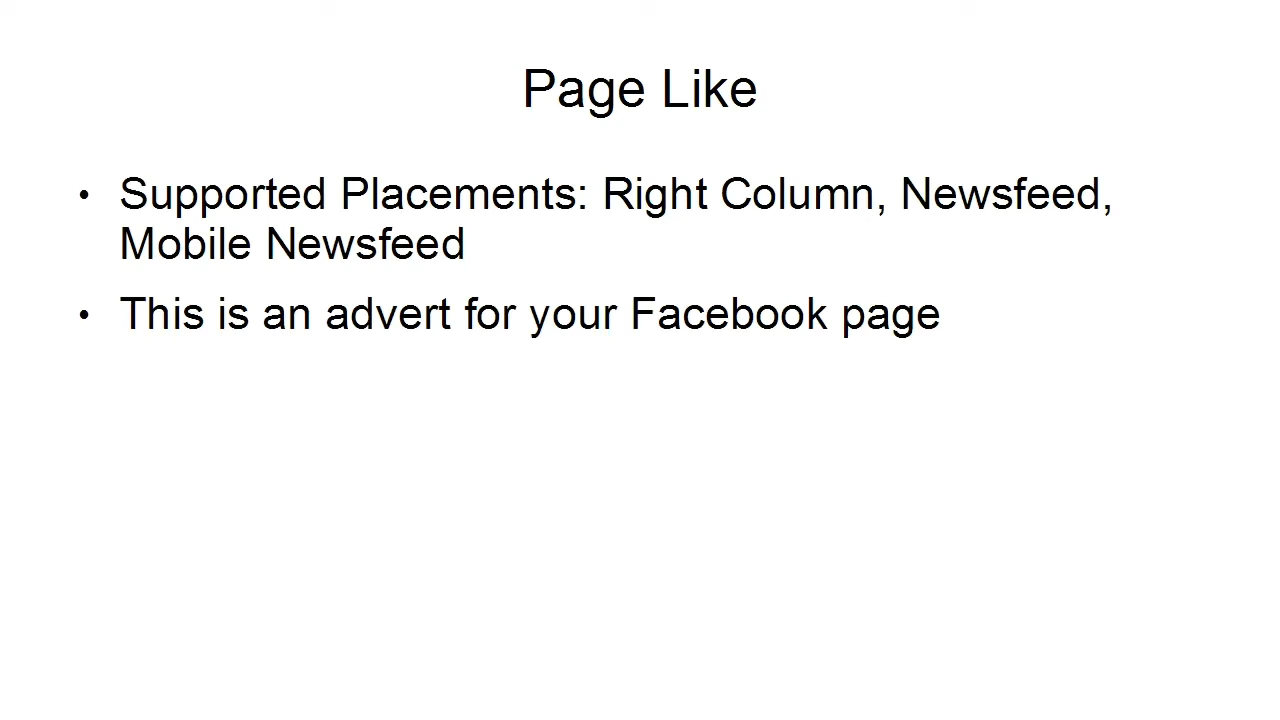 Page Like
• Supported Placements: Right Column, Newsfeed,
Mobile Newsfeed
• This is an advert for your Facebook page